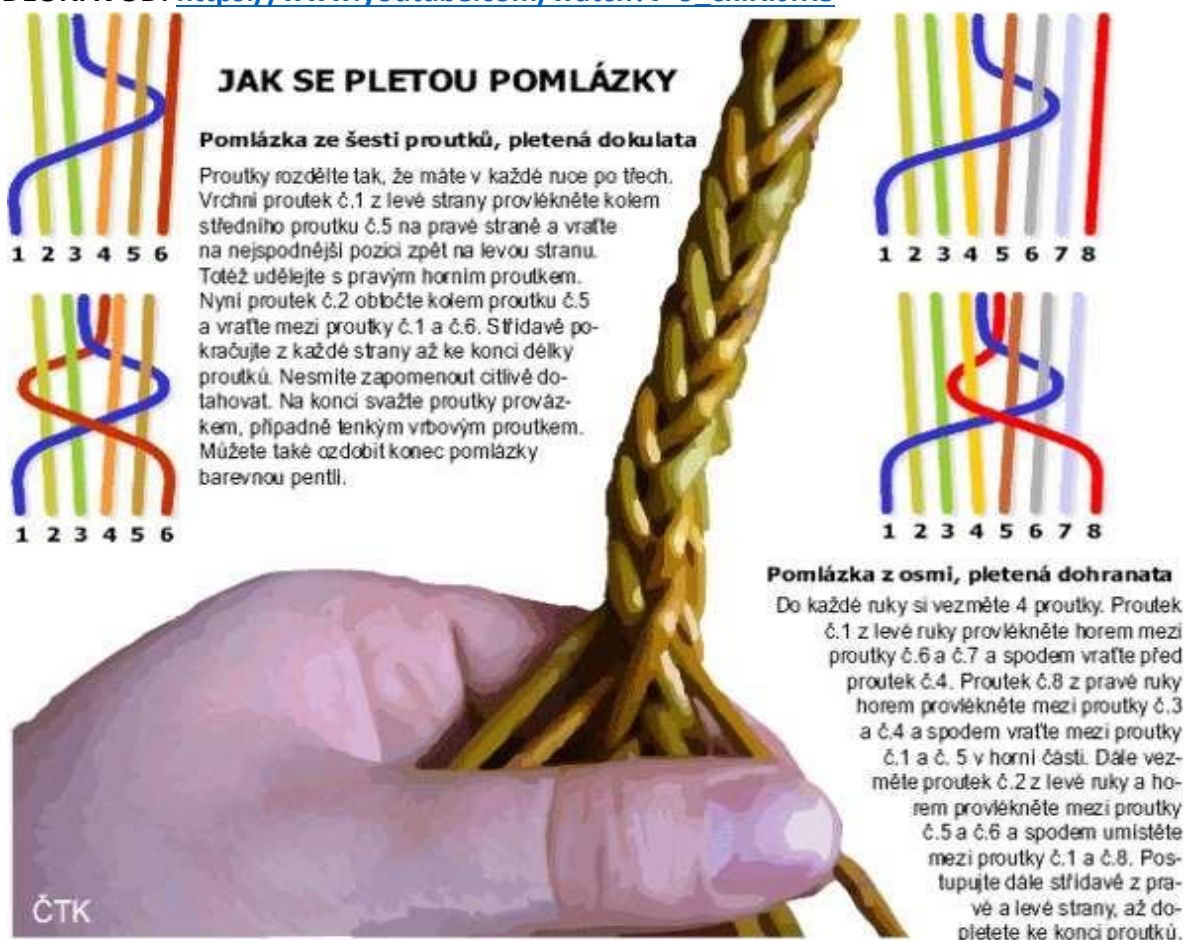 JAK SE PLETOU POMLÁZKY
Pomlázka ze šesti proutků, pletená dokulata
Proutky rozdělte tak, že máte v každé ruce po třech.
Vrchní proutek č.1 z levé strany provlékněte kolem
středního proutku č.5 na pravé straně a vraťte
na nejspodnější pozici zpět na levou stranu.
Totéž udělejte s pravým horním proutkem.
Nyní proutek č.2 obtočte kolem proutku č.5
a vraťte mezi proutky č.1 a č.6. Střídavě po-
kračujte z každé strany až ke konci délky
proutků. Nesmíte zapomenout citlivě do-
tahovat. Na konci svažte proutky prováz-
kem, případně tenkým vrbovým proutkem.
Můžete také ozdobit konec pomlázky
barevnou pentlí.
1 2 3 4 5 6
1 2 3 4 5 6
1 2 3 4 5 6 7 8
1 2 3 4 5 6 7 8
Pomlázka z osmi, pletená dohranata
Do každé ruky si vezměte 4 proutky. Proutek
č.1 z levé ruky provlékněte horem mezi
proutky č.6 a č.7 a spodem vraťte před
proutek č.4. Proutek č.8 z pravé ruky
horem provlékněte mezi proutky č.3
a č.4 a spodem vraťte mezi proutky
č.1 a č. 5 v horní části. Dále vez-
měte proutek č.2 z levé ruky a ho-
rem provlékněte mezi proutky
č.5 a č.6 a spodem umístěte
mezi proutky č.1 a č.8. Pos-
tupujte dále střídavě z pra-
vé a levé strany, až do-
pletete ke konci proutků.
ČTK